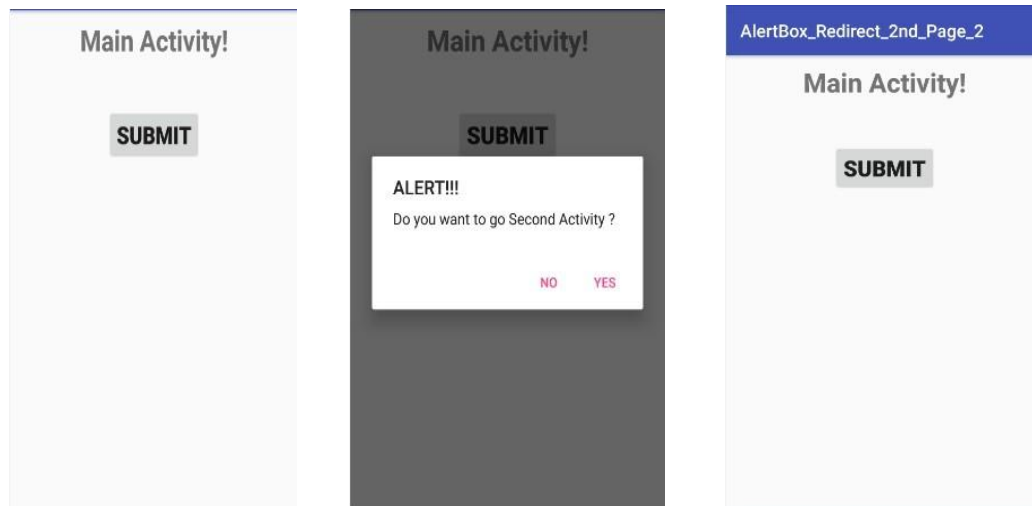 Main Activity!
SUBMIT
Main Activity!
SUBMIT
ALERT!!!
Do you want to go Second Activity ?
NO YES
AlertBox_Redirect_2nd_Page_2
Main Activity!
SUBMIT